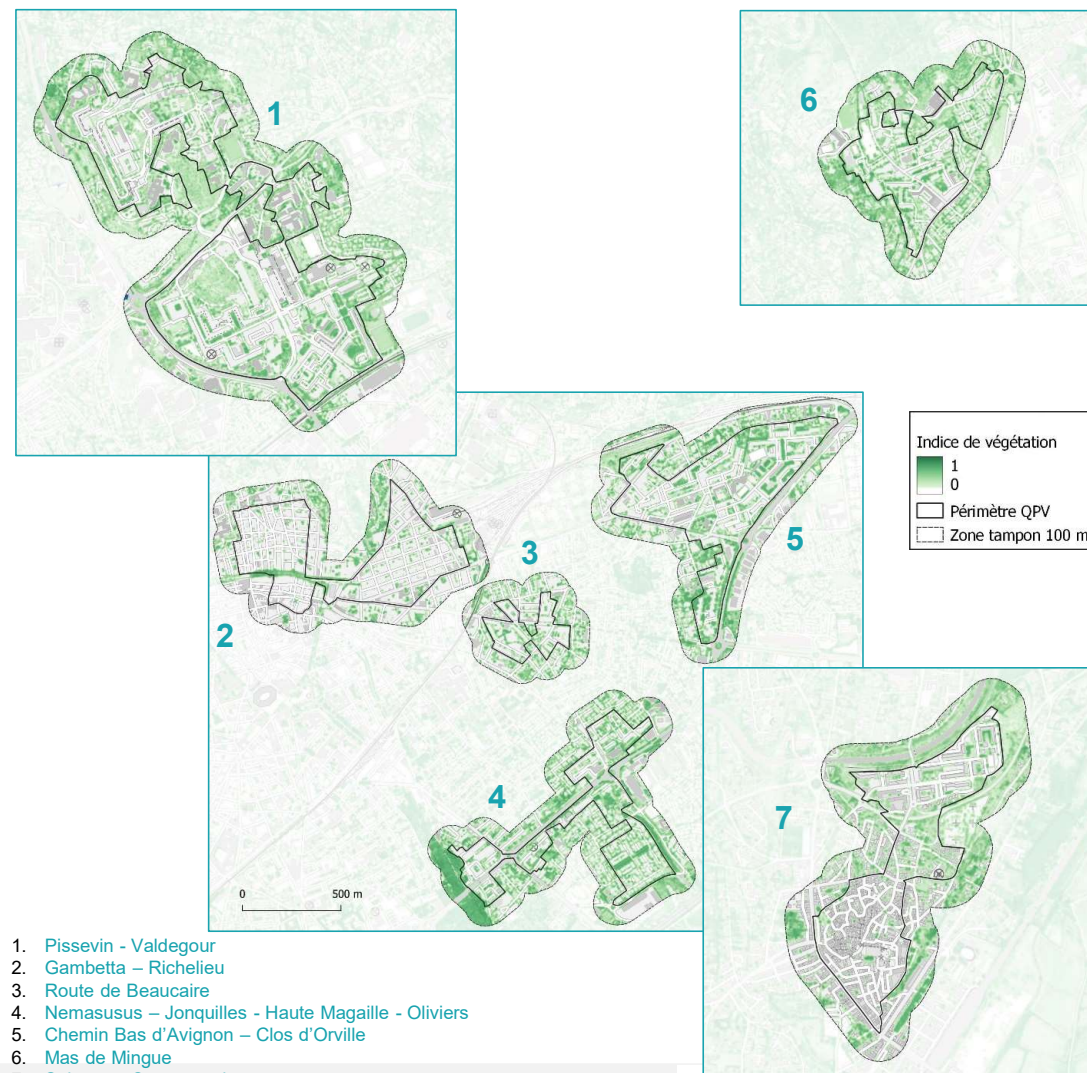 1
6
Indice de végétation
1
0
Périmètre QPV
Zone tampon 100 m
5
3
2
4
7
0
500 m
1. Pissevin - Valdegour
2. Gambetta – Richelieu
3. Route de Beaucaire
4. Nemasusus – Jonquilles - Haute Magaille - Oliviers
5. Chemin Bas d'Avignon – Clos d'Orville
6. Mas de Mingue